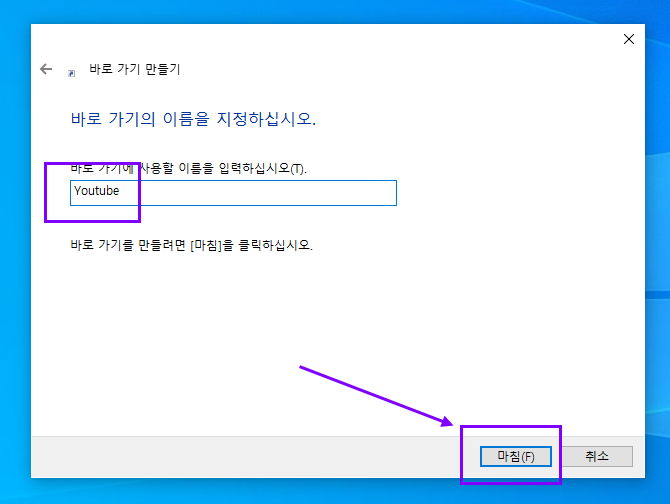 바로 가기 만들기
바로 가기의 이름을 지정하십시오.
바로 가기에 사용할 이름을 입력하십시오(T).
Youtube
바로 가기를 만들려면 [마침]을 클릭하십시오.
마침(F) 취소